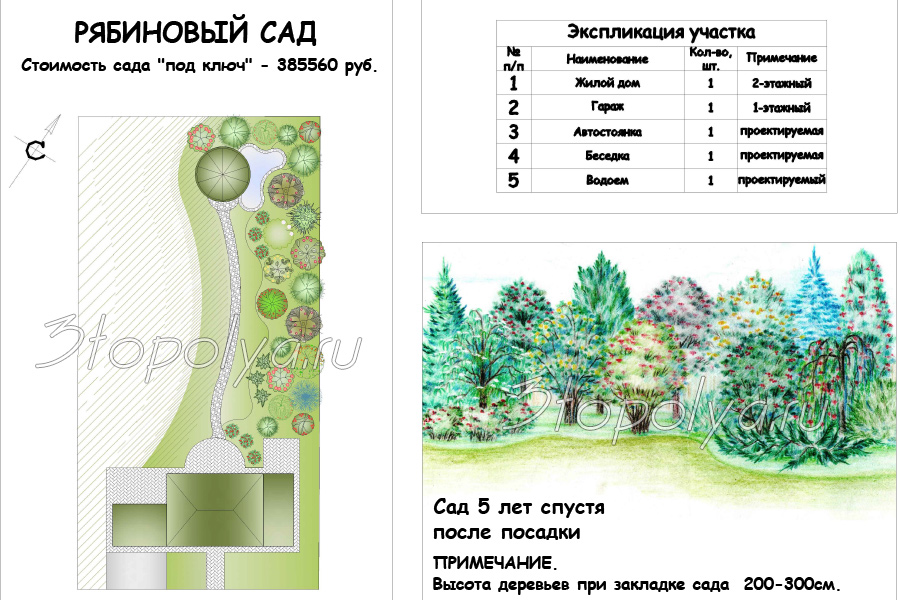 РЯБИНОВЫЙ САД
Стоимость сада "под ключ" - 385560 руб.
С
3topolya.ru
Экспликация участка
№ п/п Наименование Кол-во, шт. Примечание
1 Жилой дом 1 2-этажный
2 Гараж 1 1-этажный
3 Автостоянка 1 проектируемая
4 Беседка 1 проектируемая
5 Водоем 1 проектируемый
3topolya.ru
Сад 5 лет спустя
после посадки
ПРИМЕЧАНИЕ.
Высота деревьев при закладке сада 200-300см.